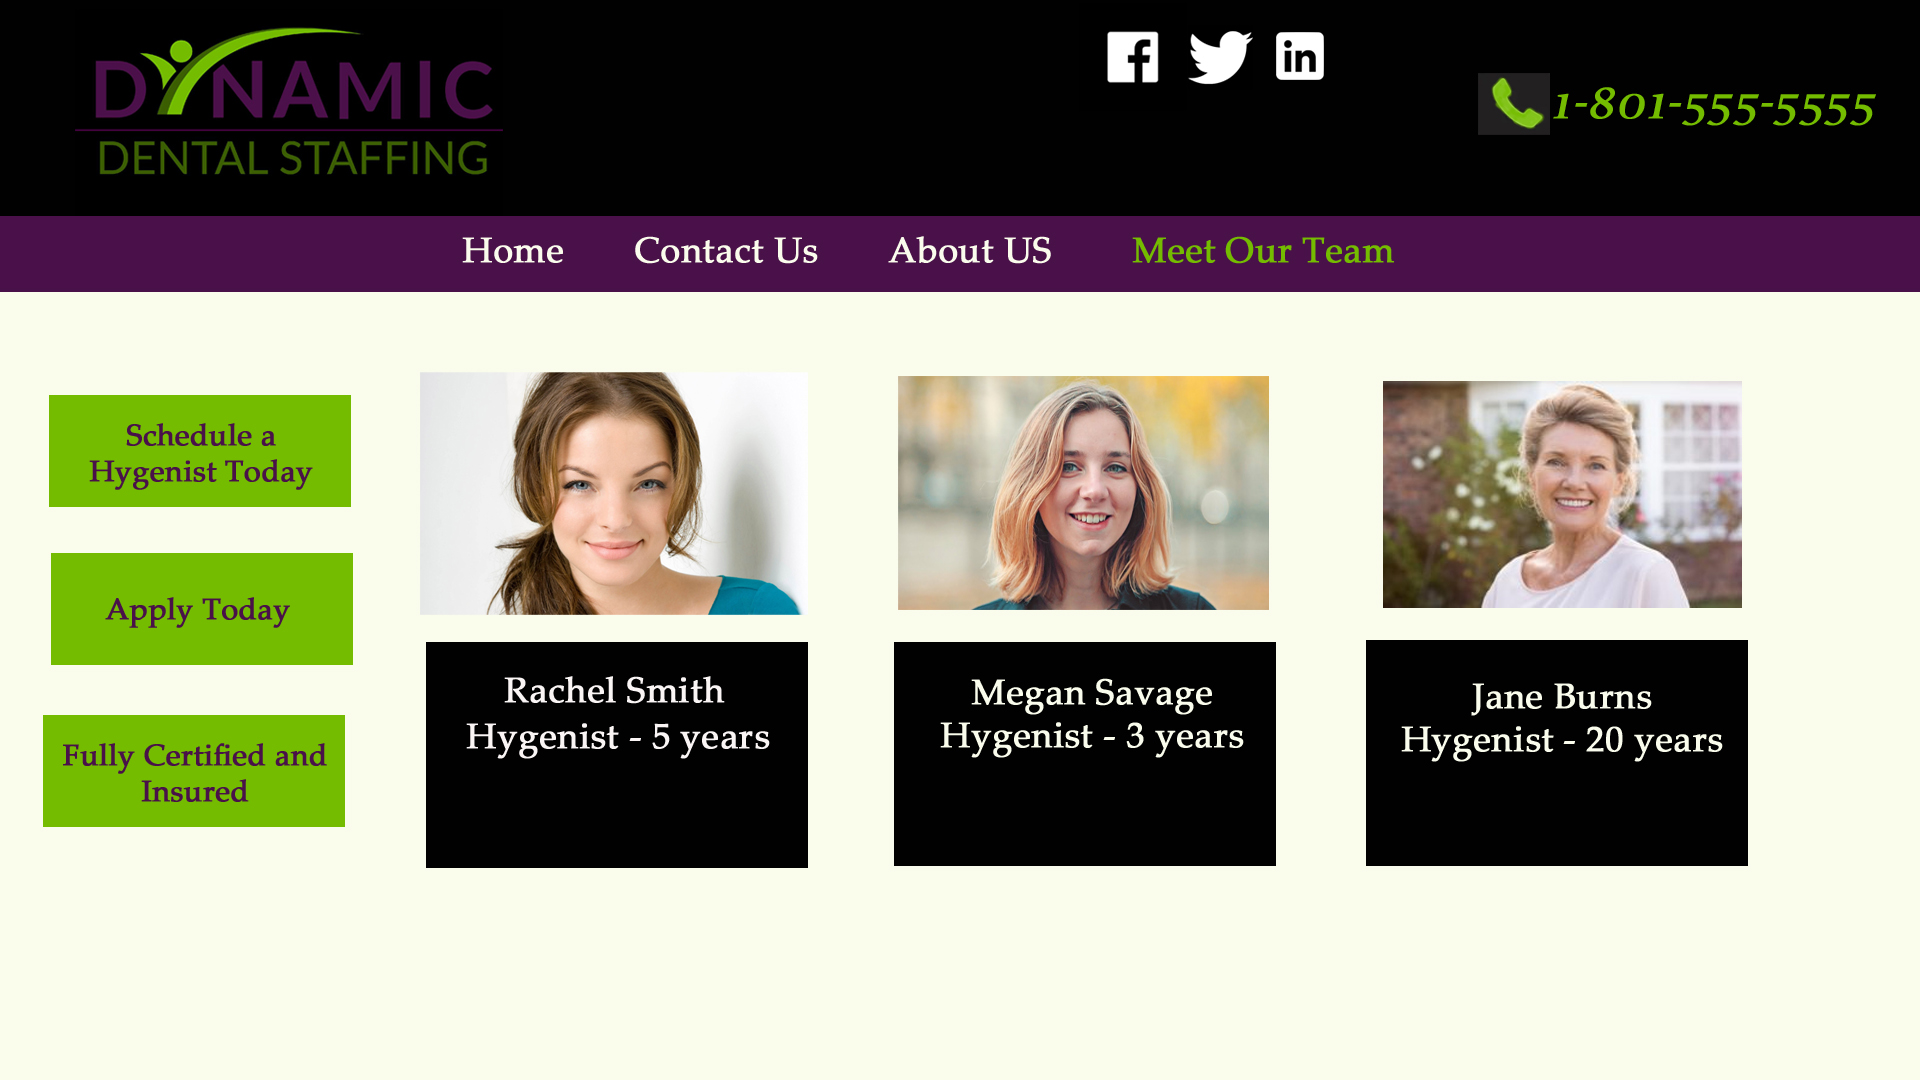 DYNAMIC
DENTAL STAFFING
1-801-555-5555
Home Contact Us About US Meet Our Team
Schedule a
Hygenist Today
Apply Today
Fully Certified and
Insured
Rachel Smith
Hygenist - 5 years
Megan Savage
Hygenist - 3 years
Jane Burns
Hygenist - 20 years